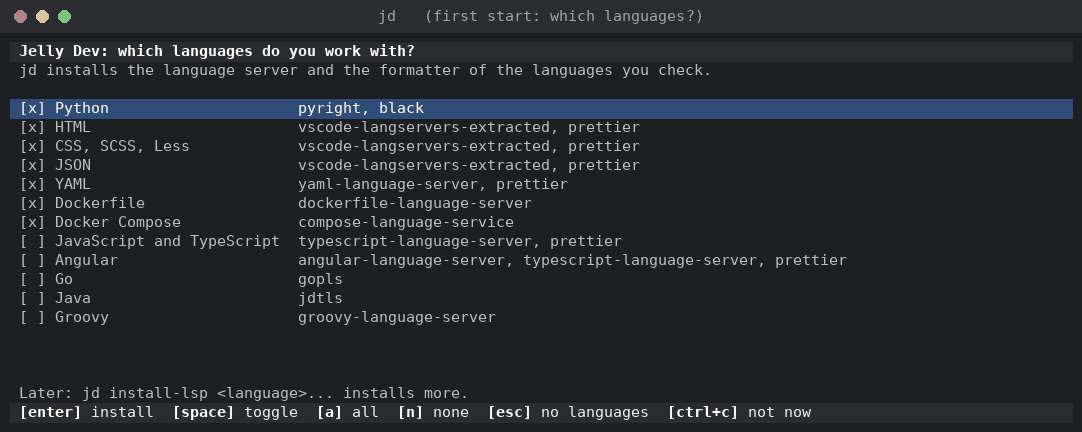 jd   (first start: which languages?)
Jelly Dev: which languages do you work with?
jd installs the language server and the formatter of the languages you check.
[x] Python                     pyright, black
[x] HTML                       vscode-langservers-extracted, prettier
[x] CSS, SCSS, Less            vscode-langservers-extracted, prettier
[x] JSON                       vscode-langservers-extracted, prettier
[x] YAML                       yaml-language-server, prettier
[x] Dockerfile                 dockerfile-language-server
[x] Docker Compose             compose-language-service
[ ] JavaScript and TypeScript  typescript-language-server, prettier
[ ] Angular                    angular-language-server, typescript-language-server, prettier
[ ] Go                         gopls
[ ] Java                       jdtls
[ ] Groovy                     groovy-language-server
Later: jd install-lsp <language>... installs more.
[enter] install  [space] toggle  [a] all  [n] none  [esc] no languages  [ctrl+c] not now